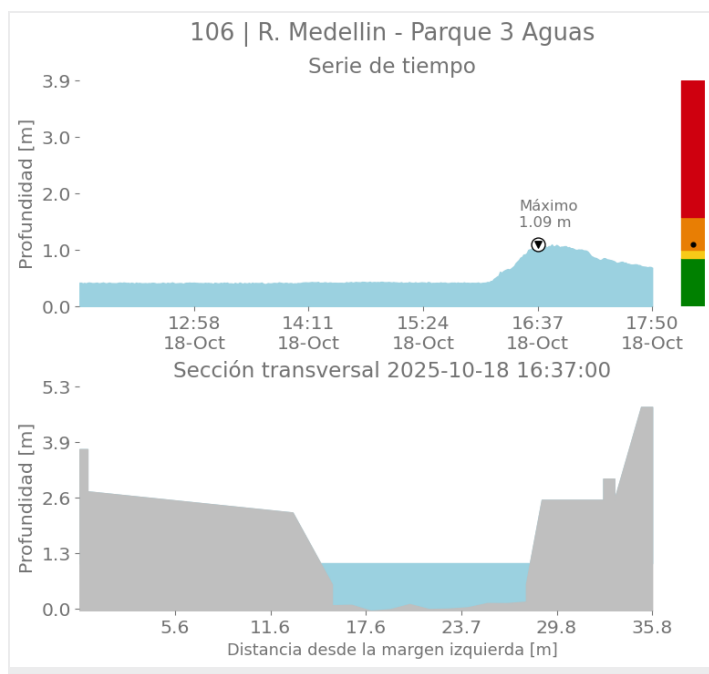 106 | R. Medellin - Parque 3 Aguas
Serie de tiempo
Profundidad [m]
3.9
3.0
2.0
1.0
0.0
Máximo
1.09 m
12:58 14:11 15:24 16:37 17:50
18-Oct 18-Oct 18-Oct 18-Oct 18-Oct
Sección transversal 2025-10-18 16:37:00
Profundidad [m]
5.3
3.9
2.6
1.3
0.0
5.6 11.6 17.6 23.7 29.8 35.8
Distancia desde la margen izquierda [m]